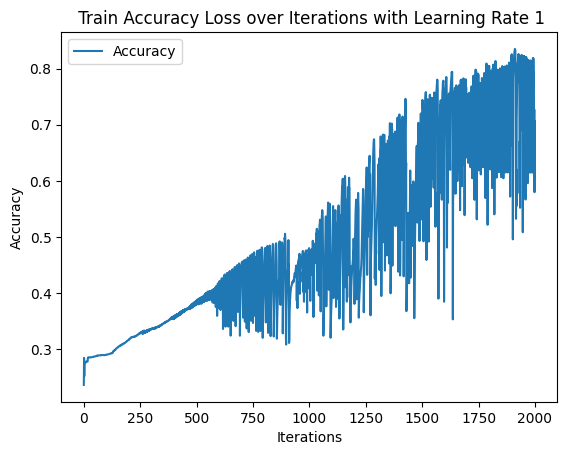 Train Accuracy Loss over Iterations with Learning Rate 1
Accuracy
0.8
0.7
0.6
0.5
0.4
0.3
Accuracy
0 250 500 750 1000 1250 1500 1750 2000
Iterations